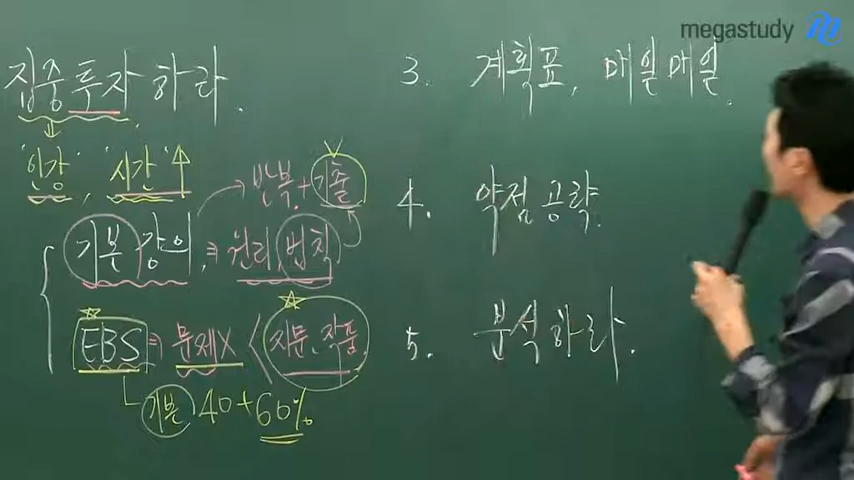 megastudy
집중투자 하라.
'인강', '시간'↑
반복+기출
기본강의, ⇒ 원리, 법칙
EBS ⇒ 문제X < 지문, 작품.
기본 40+60%
3. 계획표, 매일매일.
4. 약점 공략.
5. 분석하라.